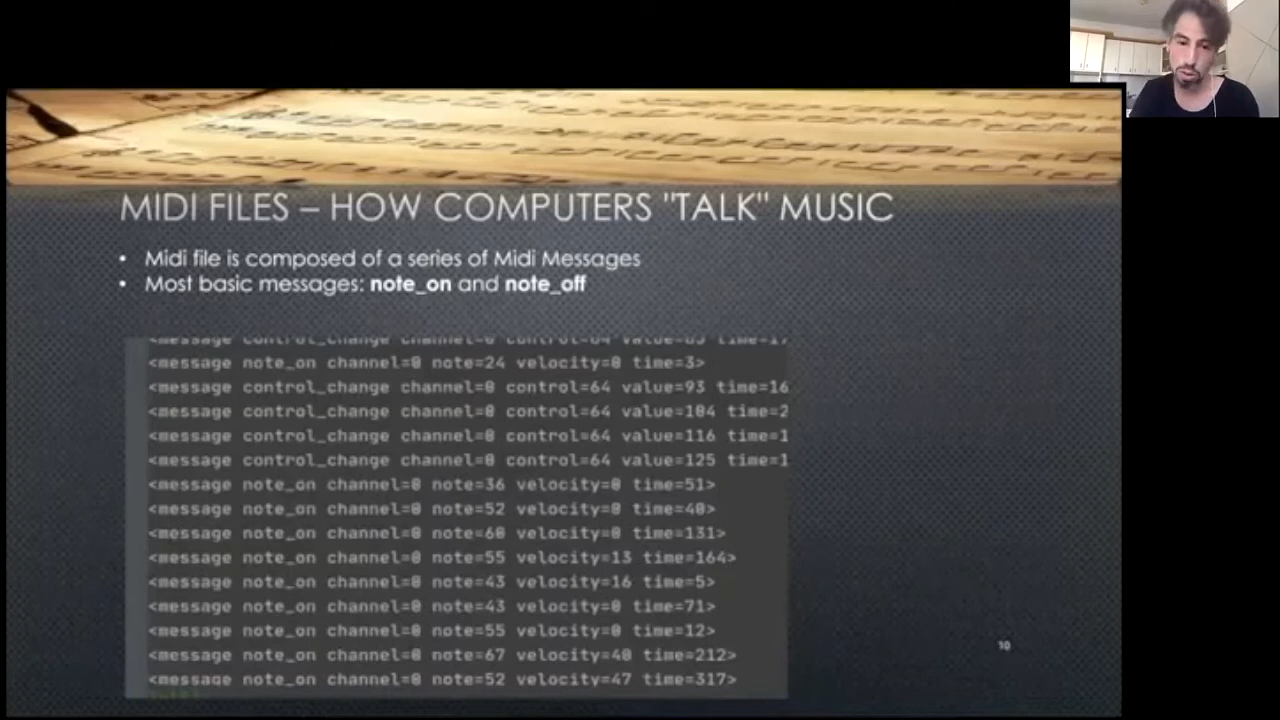 MIDI FILES – HOW COMPUTERS "TALK" MUSIC
• Midi file is composed of a series of Midi Messages
• Most basic messages: note_on and note_off
<message control_change channel=0 control=64
<message note_on channel=0 note=24 velocity=0 time=3>
<message control_change channel=0 control=64 value=93 time=16
<message control_change channel=0 control=64 value=104 time=2
<message control_change channel=0 control=64 value=116 time=1
<message control_change channel=0 control=64 value=125 time=1
<message note_on channel=0 note=36 velocity=0 time=51>
<message note_on channel=0 note=52 velocity=0 time=40>
<message note_on channel=0 note=60 velocity=0 time=131>
<message note_on channel=0 note=55 velocity=13 time=164>
<message note_on channel=0 note=43 velocity=16 time=5>
<message note_on channel=0 note=43 velocity=0 time=71>
<message note_on channel=0 note=55 velocity=0 time=12>
<message note_on channel=0 note=67 velocity=40 time=212>
<message note_on channel=0 note=52 velocity=47 time=317>
10